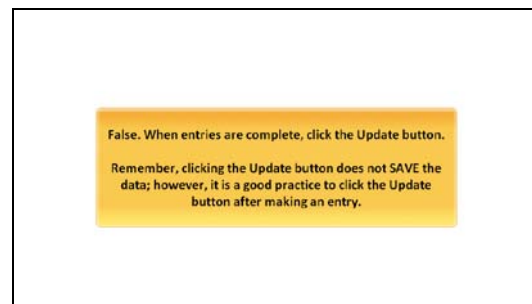 False. When entries are complete, click the Update button.
Remember, clicking the Update button does not SAVE the
data; however, it is a good practice to click the Update
button after making an entry.